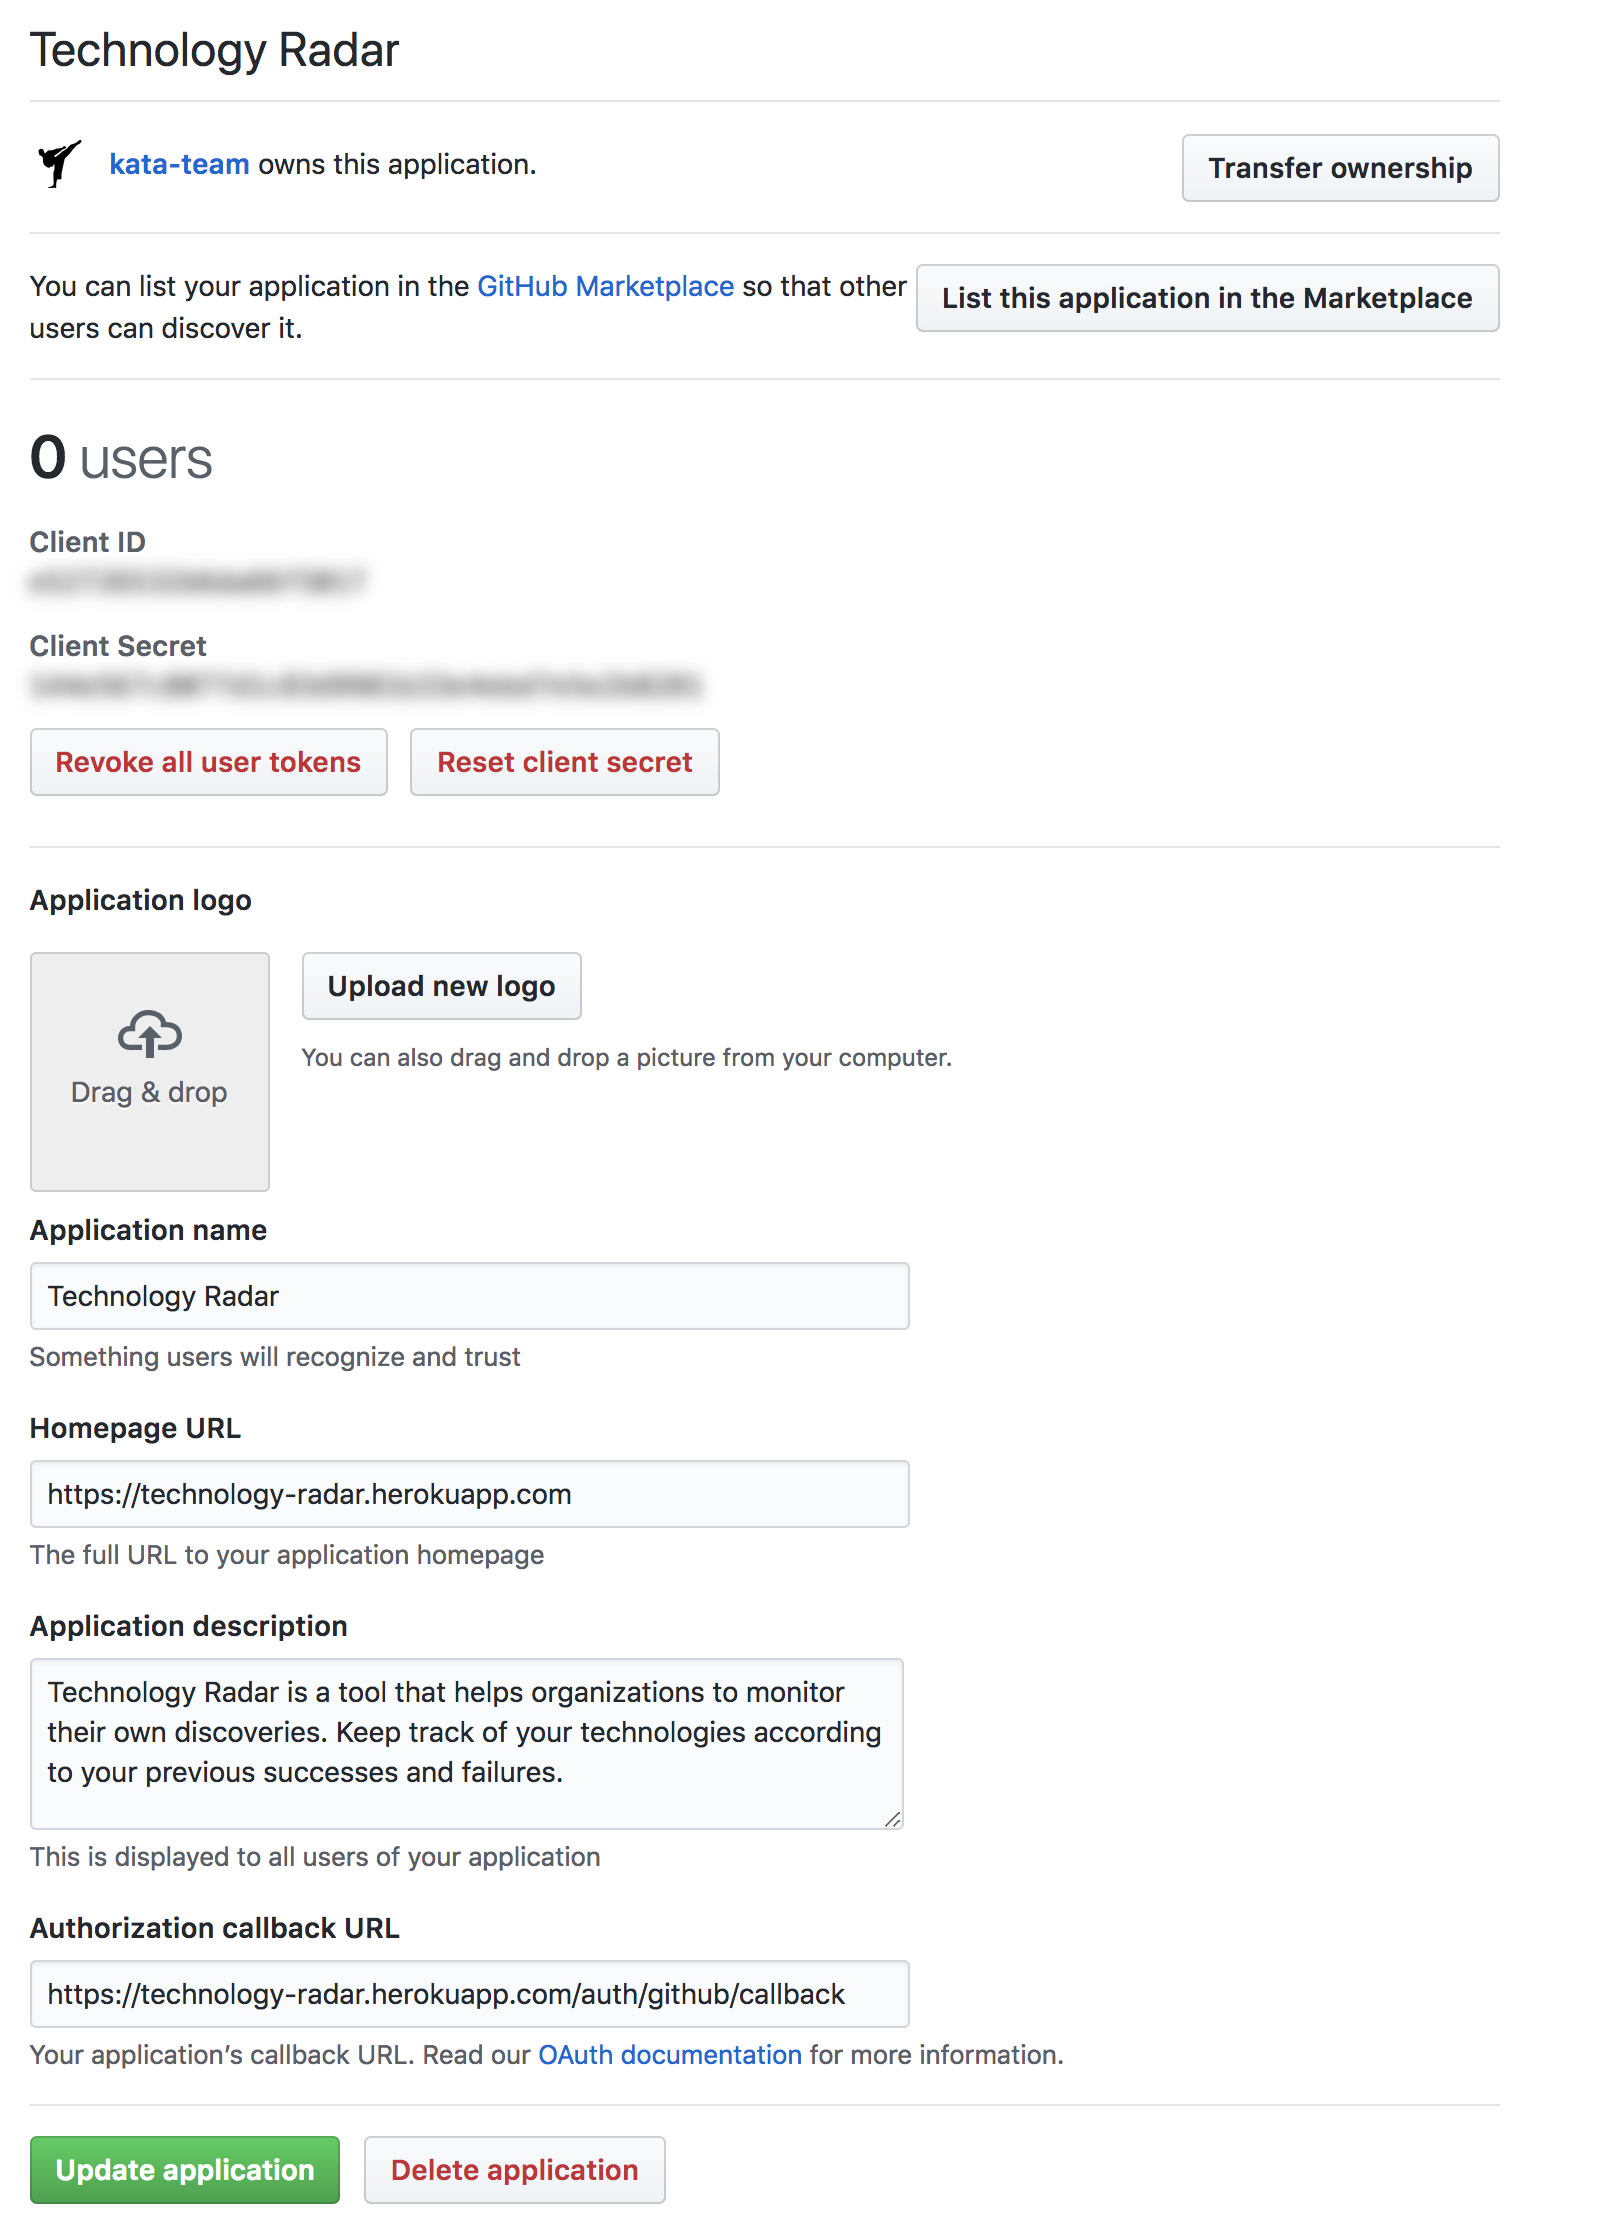 Technology Radar
kata-team owns this application.
Transfer ownership
You can list your application in the GitHub Marketplace so that other
users can discover it.
List this application in the Marketplace
0 users
Client ID
Client Secret
Revoke all user tokens
Reset client secret
Application logo
Drag & drop
Upload new logo
You can also drag and drop a picture from your computer.
Application name
Technology Radar
Something users will recognize and trust
Homepage URL
https://technology-radar.herokuapp.com
The full URL to your application homepage
Application description
Technology Radar is a tool that helps organizations to monitor
their own discoveries. Keep track of your technologies according
to your previous successes and failures.
This is displayed to all users of your application
Authorization callback URL
https://technology-radar.herokuapp.com/auth/github/callback
Your application’s callback URL. Read our OAuth documentation for more information.
Update application
Delete application